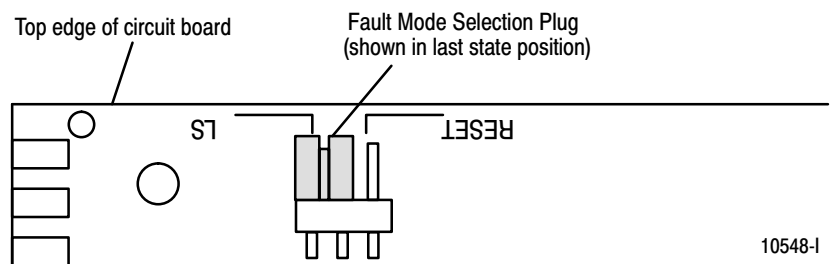 Top edge of circuit board
Fault Mode Selection Plug
(shown in last state position)
LS
RESET
10548-I